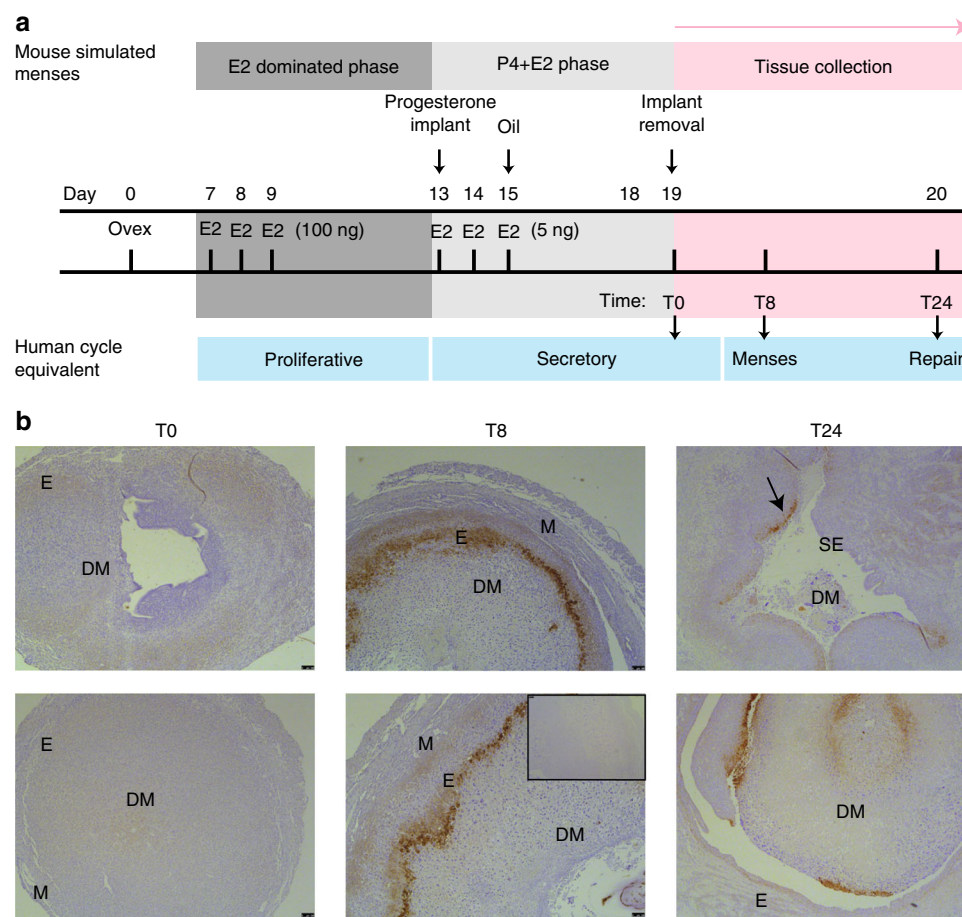 a
Mouse simulated menses
E2 dominated phase
P4+E2 phase
Tissue collection
Progesterone implant
Oil
Implant removal
Day 0 7 8 9 13 14 15 18 19 20
Ovex E2 E2 E2 (100 ng) E2 E2 E2 (5 ng)
Time: T0 T8 T24
Human cycle equivalent
Proliferative
Secretory
Menses
Repair
b
T0 T8 T24
E
DM
M
E
DM
SE
DM
E
DM
M
M
E
DM
DM
E